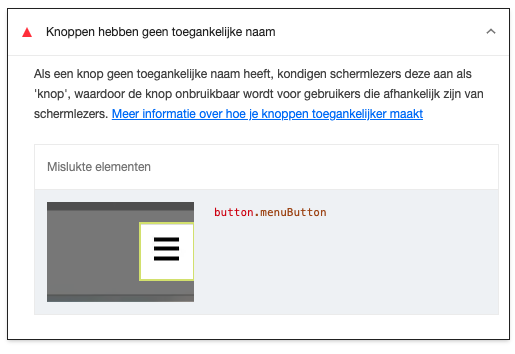 Knoppen hebben geen toegankelijke naam
Als een knop geen toegankelijke naam heeft, kondigen schermlezers deze aan als
'knop', waardoor de knop onbruikbaar wordt voor gebruikers die afhankelijk zijn van
schermlezers. Meer informatie over hoe je knoppen toegankelijker maakt
Mislukte elementen
button.menuButton